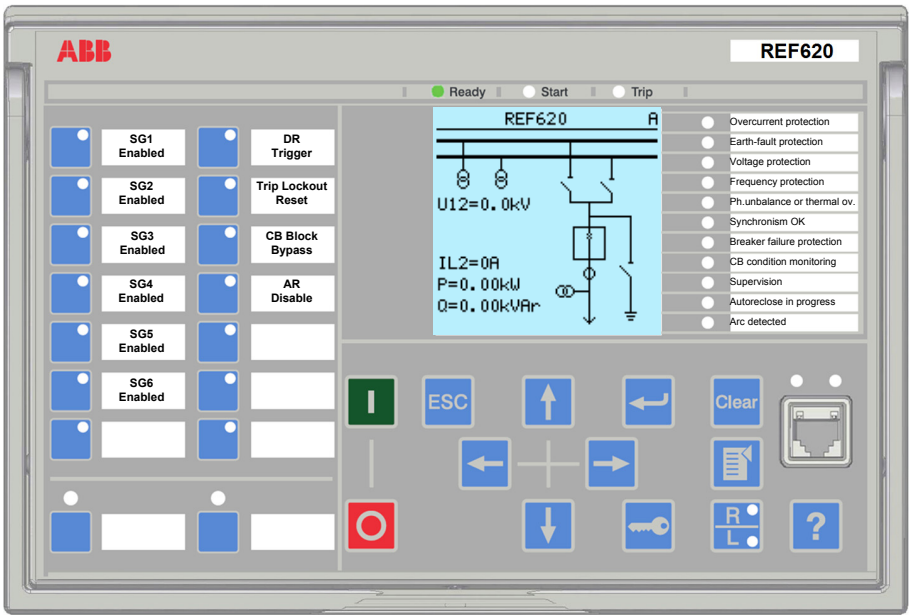 ABB
REF620
Ready
Start
Trip
SG1
Enabled
DR
Trigger
SG2
Enabled
Trip Lockout
Reset
SG3
Enabled
CB Block
Bypass
SG4
Enabled
AR
Disable
SG5
Enabled
SG6
Enabled
REF620 A
U12=0.0kV
IL2=0A
P=0.00kW
Q=0.00kVAr
Overcurrent protection
Earth-fault protection
Voltage protection
Frequency protection
Ph.unbalance or thermal ov.
Synchronism OK
Breaker failure protection
CB condition monitoring
Supervision
Autoreclose in progress
Arc detected
I
ESC
Clear
O
R
L
?